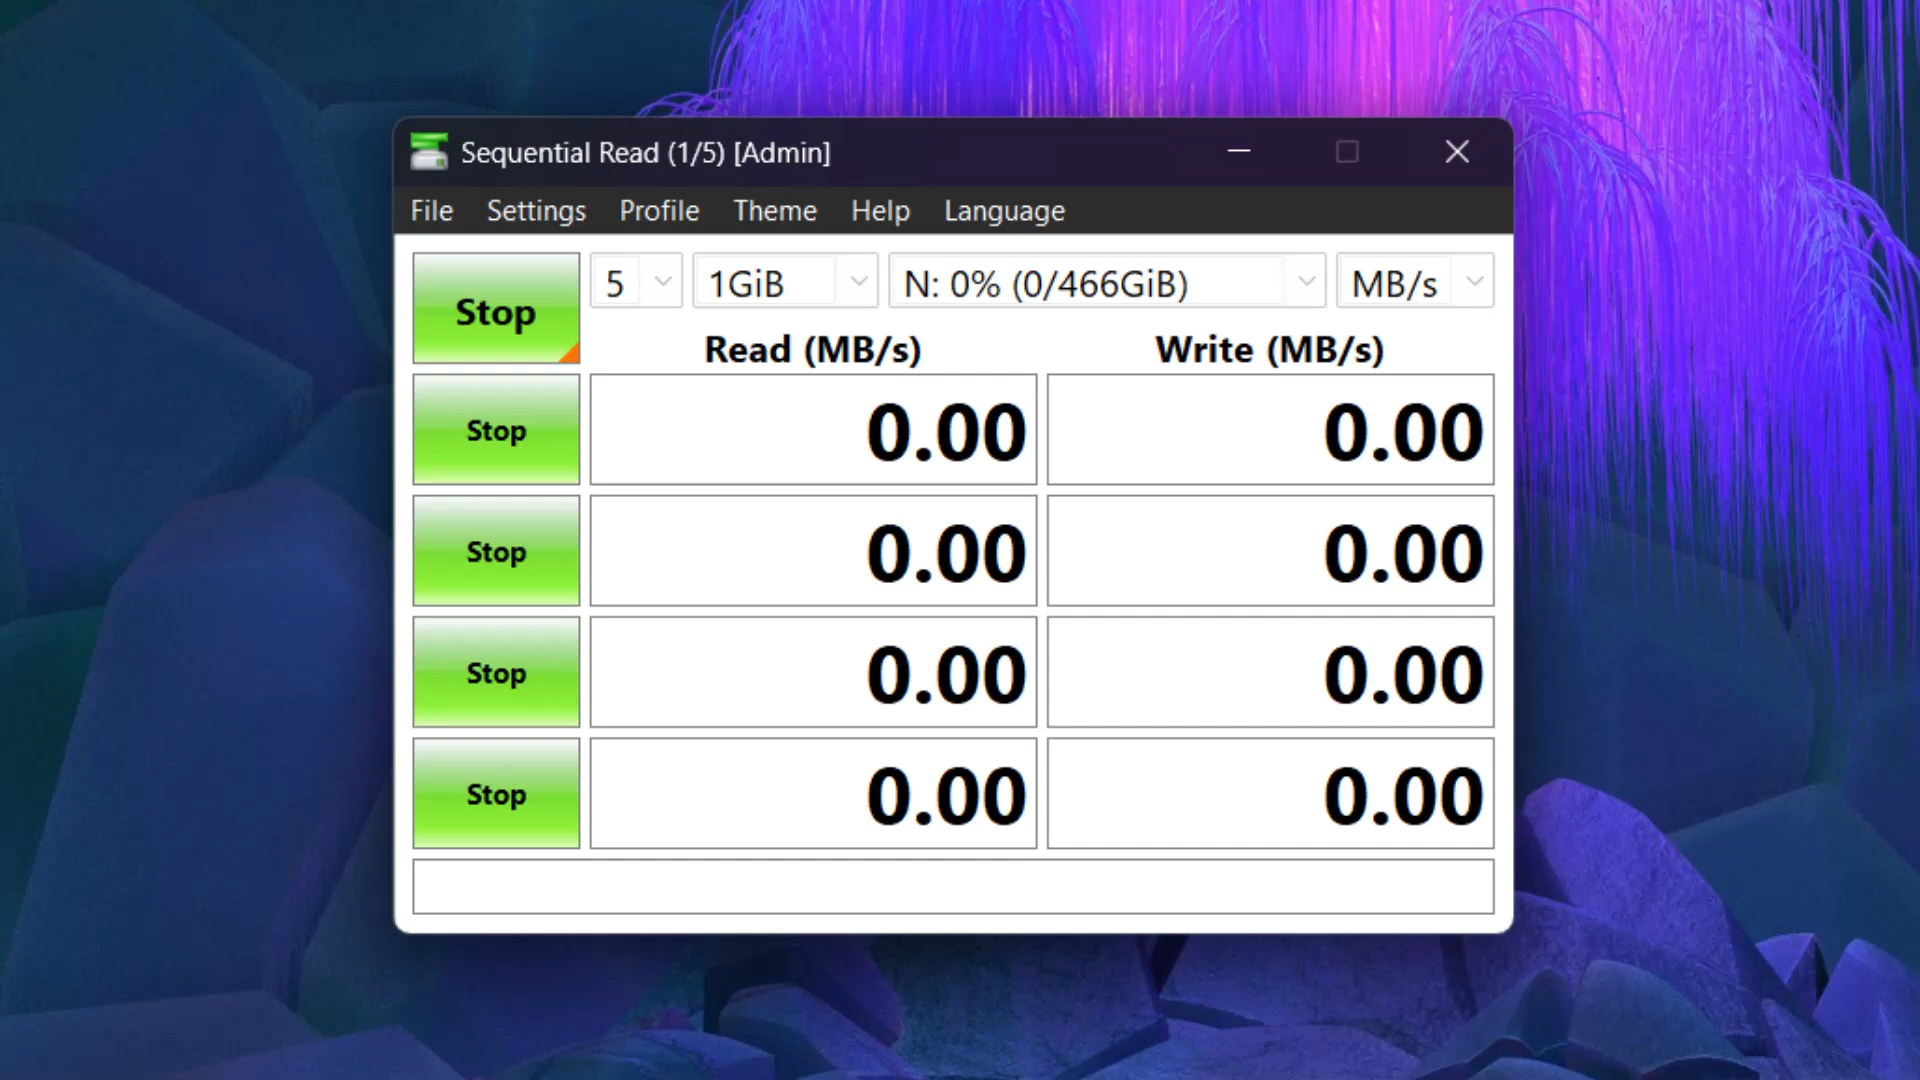 Sequential Read (1/5) [Admin]
File Settings Profile Theme Help Language
Stop 5 1GiB N: 0% (0/466GiB) MB/s
Read (MB/s) Write (MB/s)
Stop 0.00 0.00
Stop 0.00 0.00
Stop 0.00 0.00
Stop 0.00 0.00